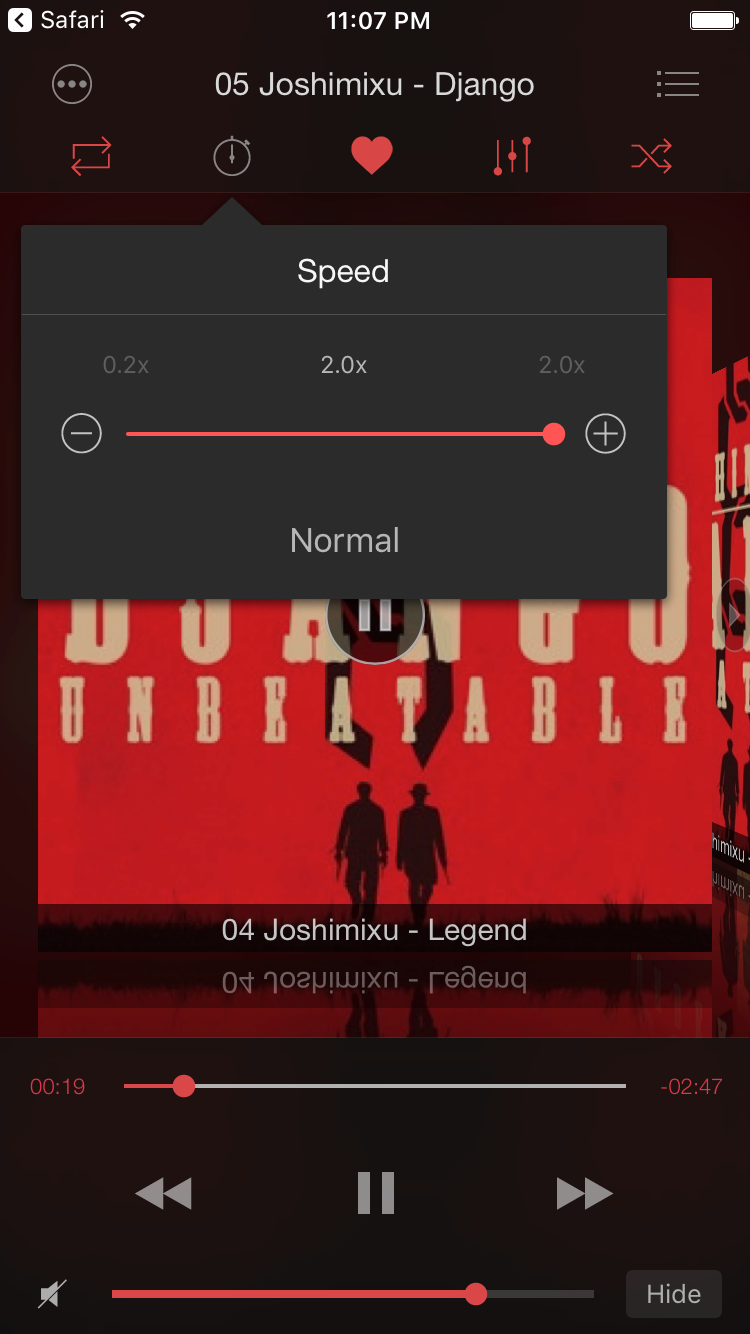 Safari
11:07 PM
05 Joshimixu - Django
Speed
0.2x 2.0x 2.0x
Normal
UNBEATABLE
04 Joshimixu - Legend
04 Joshimixu - Legend
00:19 -02:47
Hide